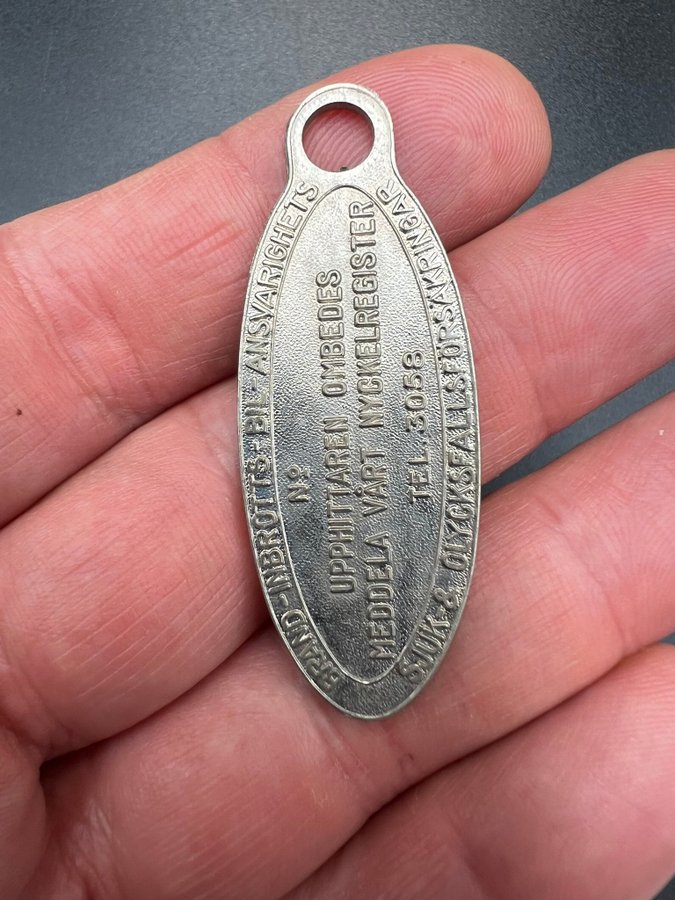 BRAND-INBROTTS-BIL-ANSVARIGHETS
SJUK- & OLYCKSFALLSFÖRSÄKRINGAR
Nº
UPPHITTAREN OMBEDES
MEDDELA VÅRT NYCKELREGISTER
TEL. 3058